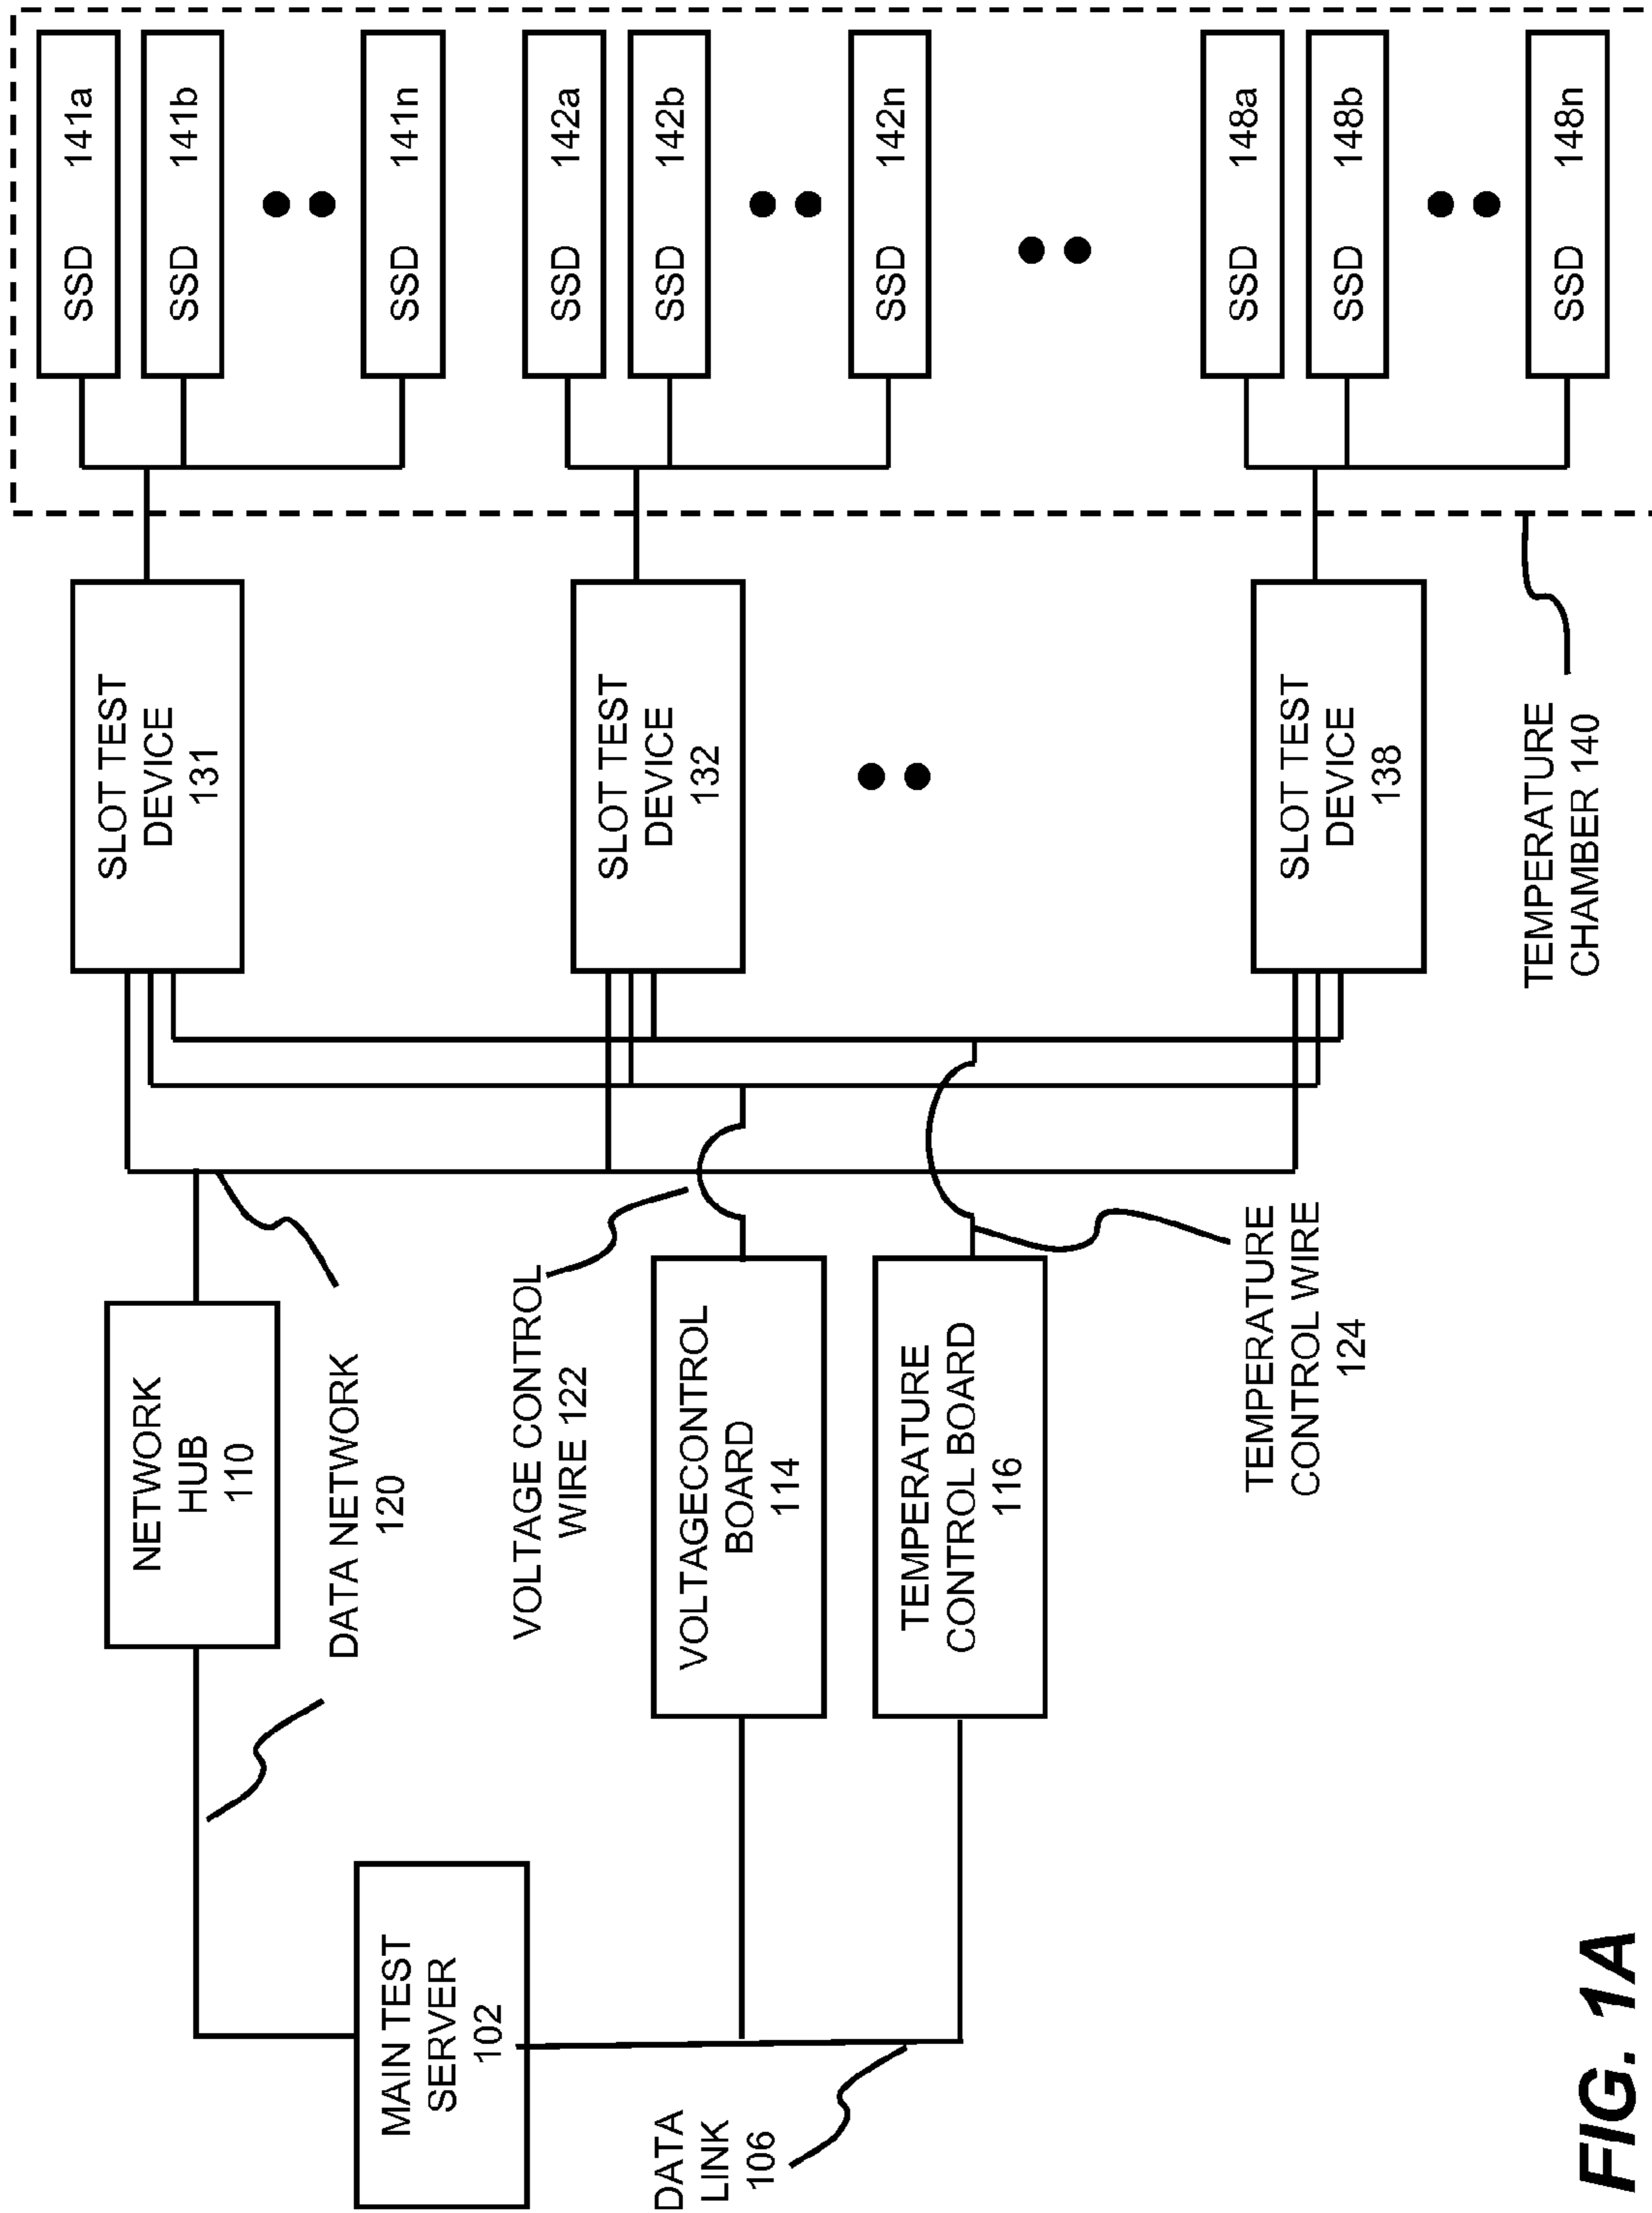 MAIN TEST
SERVER
102
DATA
LINK
106
NETWORK
HUB
110
DATA NETWORK
120
VOLTAGE CONTROL
WIRE 122
VOLTAGECONTROL
BOARD
114
TEMPERATURE
CONTROL BOARD
116
TEMPERATURE
CONTROL WIRE
124
SLOT TEST
DEVICE
131
SLOT TEST
DEVICE
132
SLOT TEST
DEVICE
138
TEMPERATURE
CHAMBER 140
SSD 141a
SSD 141b
SSD 141n
SSD 142a
SSD 142b
SSD 142n
SSD 148a
SSD 148b
SSD 148n
FIG. 1A